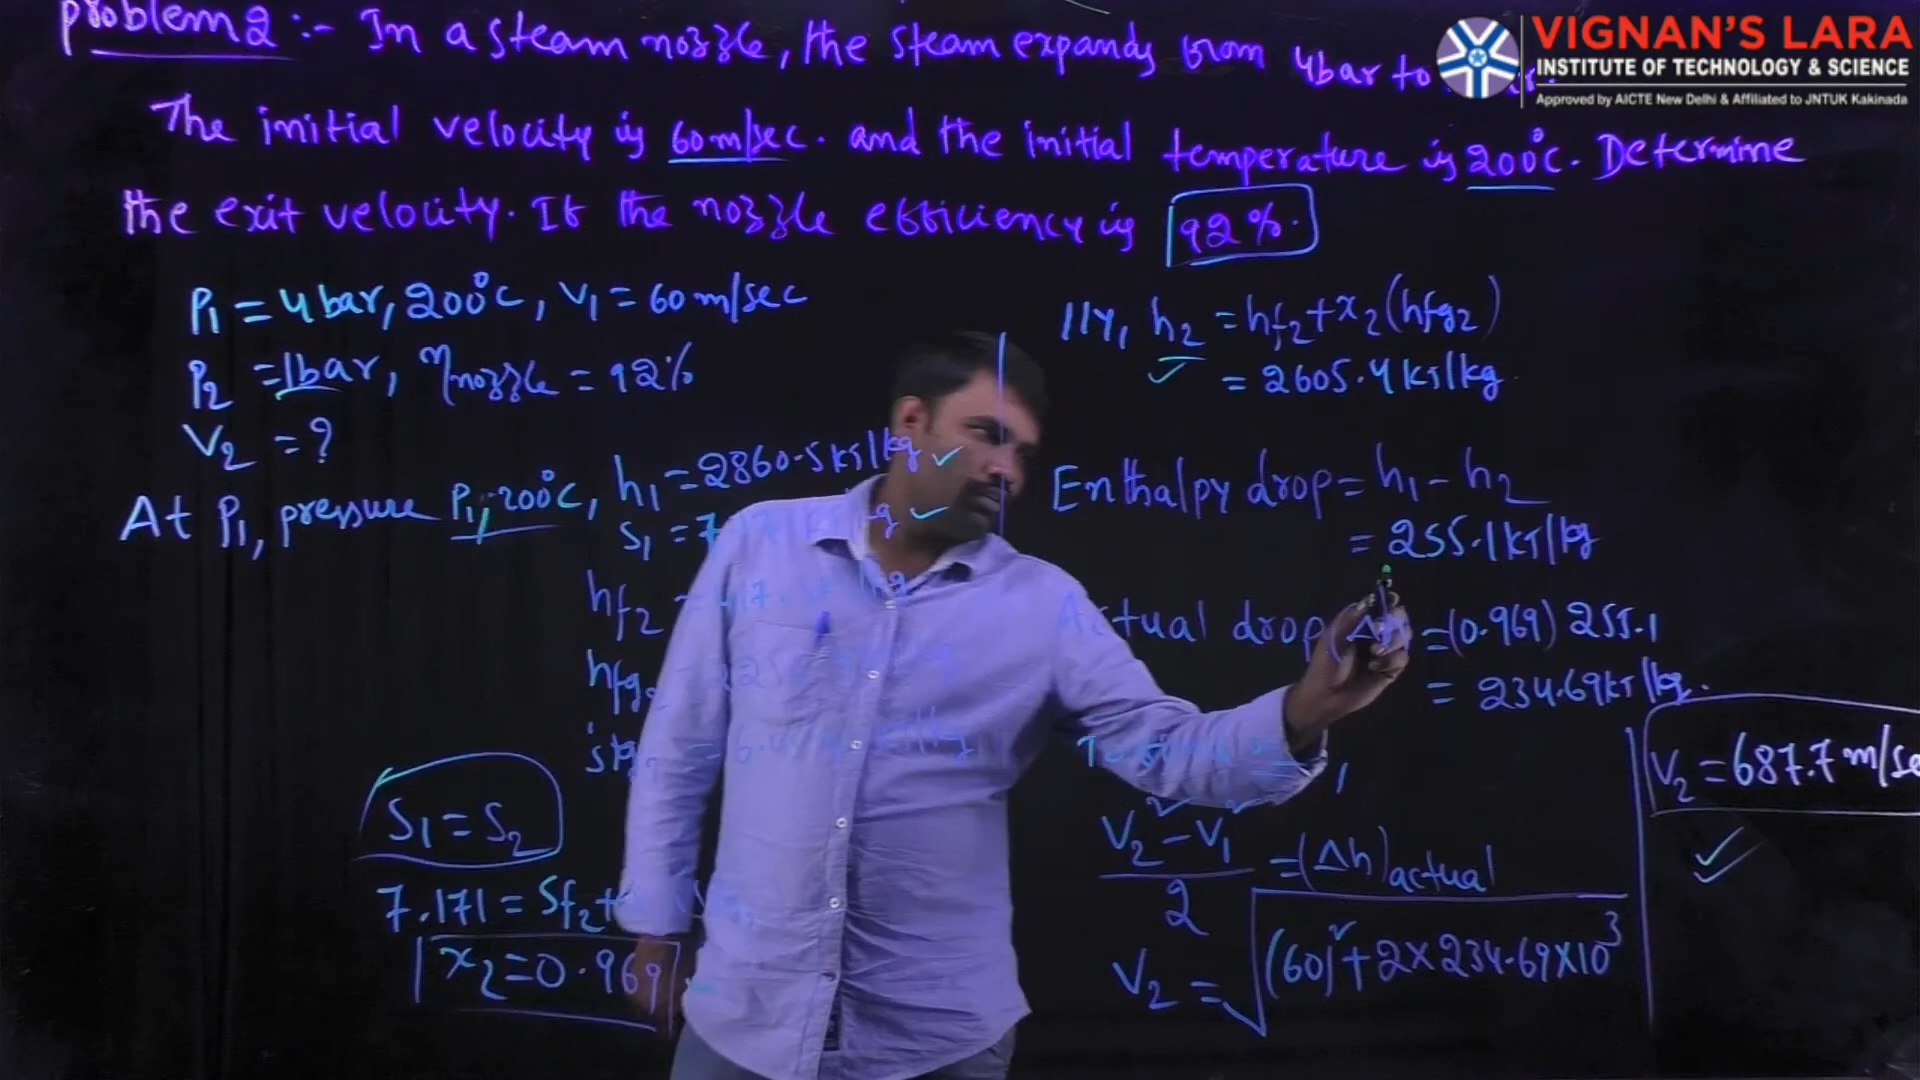 problem 2 :- In a steam nozzle, the steam expands from 4bar to
VIGNAN'S LARA
INSTITUTE OF TECHNOLOGY & SCIENCE
Approved by AICTE New Delhi & Affiliated to JNTUK Kakinada
The initial velocity is 60m/sec. and the initial temperature is 200°C. Determine
the exit velocity. If the nozzle efficiency is 92%.
P₁ = 4bar, 200°C, V₁ = 60 m/sec
P₂ = 1bar, ηnozzle = 92%
V₂ = ?
At P₁, pressure P₁, 200°C, h₁ = 2860.5 kJ/kg ✓
S₁ = 7
hf₂
hfg₂
S₁ = S₂
7.171 = Sf₂+
x₂ = 0.969
lly, h₂ = hf₂+x₂(hfg₂)
= 2605.4 kJ/kg.
Enthalpy drop = h₁ - h₂
= 255.1 kJ/kg
Actual drop (Δh) = (0.969) 255.1
= 234.69 kJ/kg.
V₂² - V₁² / 2 = (Δh)actual
V₂ = √(60)² + 2×234.69×10³
V₂ = 687.7 m/se